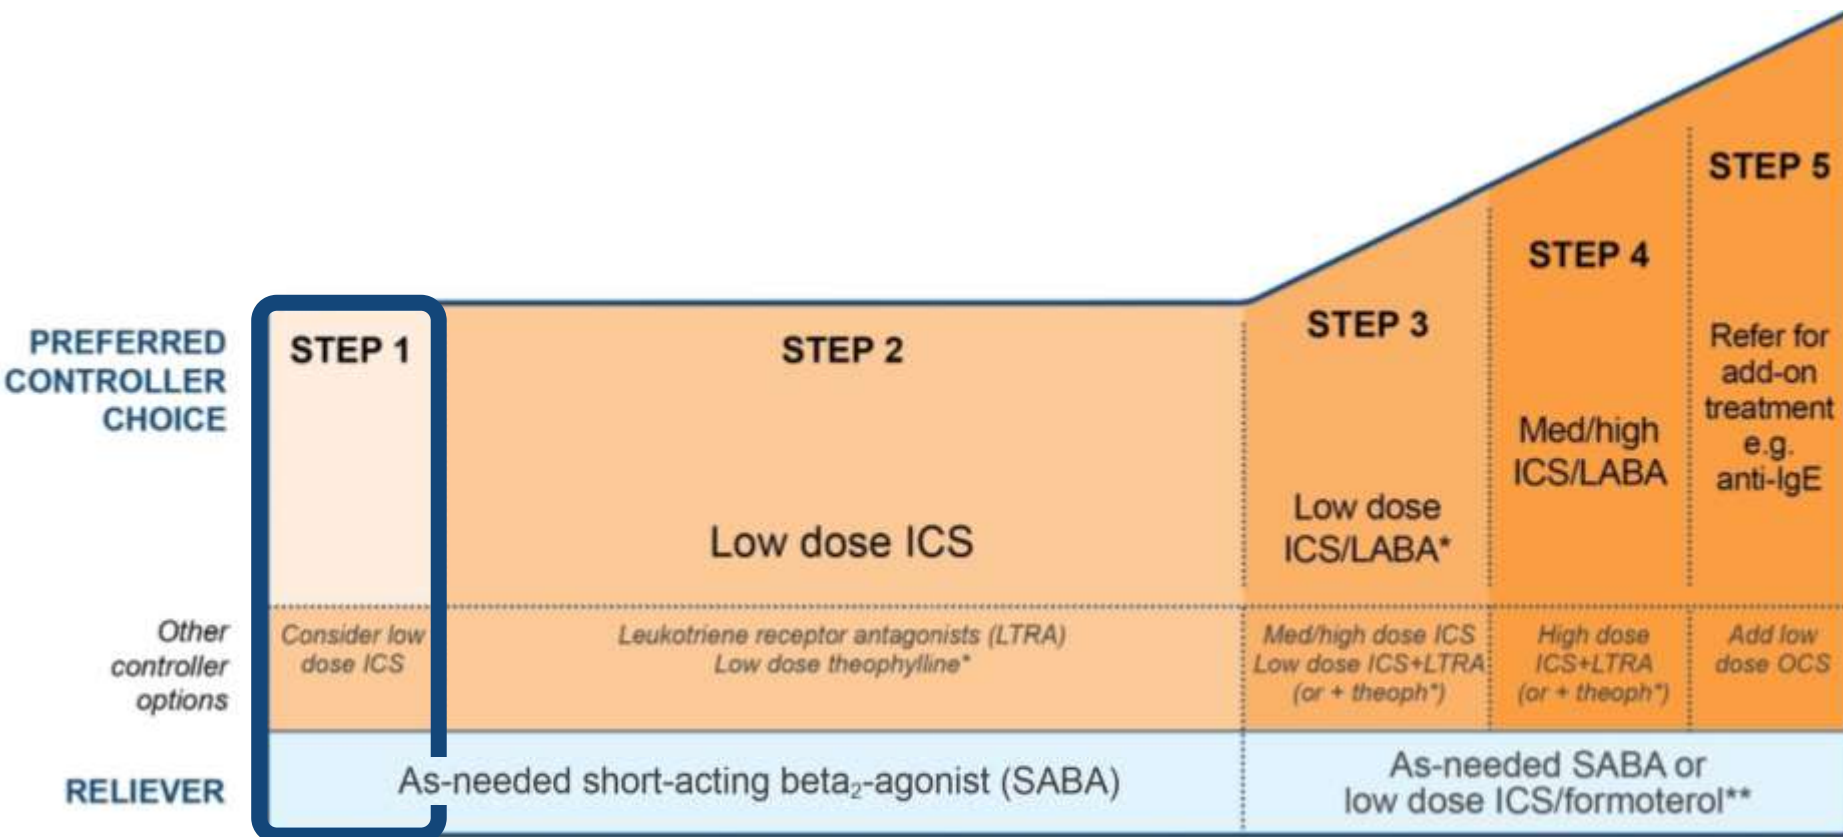 PREFERRED
CONTROLLER
CHOICE
STEP 1
STEP 2
Low dose ICS
STEP 3
Low dose
ICS/LABA*
STEP 4
Med/high
ICS/LABA
STEP 5
Refer for
add-on
treatment
e.g.
anti-IgE
Other
controller
options
Consider low
dose ICS
Leukotriene receptor antagonists (LTRA)
Low dose theophylline*
Med/high dose ICS
Low dose ICS+LTRA
(or + theoph*)
High dose
ICS+LTRA
(or + theoph*)
Add low
dose OCS
RELIEVER
As-needed short-acting beta₂-agonist (SABA)
As-needed SABA or
low dose ICS/formoterol**